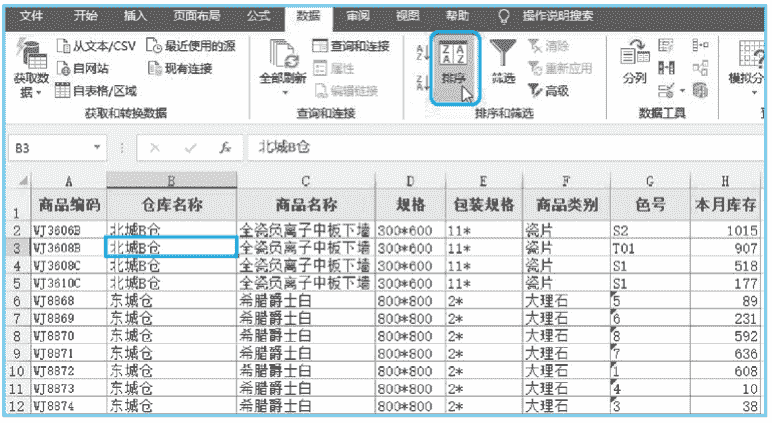 文件 开始 插入 页面布局 公式 数据 审阅 视图 帮助 操作说明搜索
获取数据 从文本/CSV 最近使用的源 自网站 现有连接 自表格/区域
全部刷新 查询和连接 属性 编辑链接
排序 筛选 清除 重新应用 高级
分列 模拟分
获取和转换数据 查询和连接 排序和筛选 数据工具
B3 fx 北城B仓
A B C D E F G H
1 商品编码 仓库名称 商品名称 规格 包装规格 商品类别 色号 本月库存
2 WJ3606B 北城B仓 全瓷负离子中板下墙 300*600 11* 瓷片 S2 1015
3 WJ3608B 北城B仓 全瓷负离子中板下墙 300*600 11* 瓷片 T01 907
4 WJ3608C 北城B仓 全瓷负离子中板下墙 300*600 11* 瓷片 S1 518
5 WJ3610C 北城B仓 全瓷负离子中板下墙 300*600 11* 瓷片 S1 177
6 WJ8868 东城仓 希腊爵士白 800*800 2* 大理石 5 89
7 WJ8869 东城仓 希腊爵士白 800*800 2* 大理石 6 231
8 WJ8870 东城仓 希腊爵士白 800*800 2* 大理石 8 592
9 WJ8871 东城仓 希腊爵士白 800*800 2* 大理石 7 636
10 WJ8872 东城仓 希腊爵士白 800*800 2* 大理石 1 608
11 WJ8873 东城仓 希腊爵士白 800*800 2* 大理石 4 10
12 WJ8874 东城仓 希腊爵士白 800*800 2* 大理石 3 38